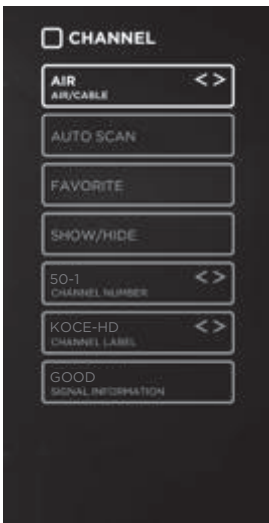 CHANNEL
AIR < >
AIR/CABLE
AUTO SCAN
FAVORITE
SHOW/HIDE
50-1 < >
CHANNEL NUMBER
KOCE-HD < >
CHANNEL LABEL
GOOD
SIGNAL INFORMATION